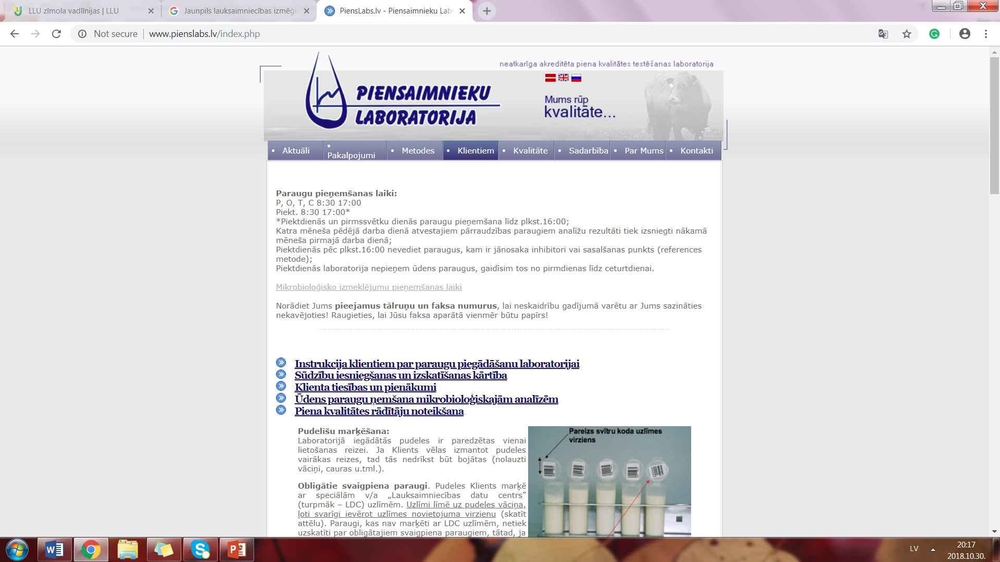 LLU zīmola vadlīnijas | LLU
Jaunpils lauksaimniecības izmēģi
PiensLabs.lv - Piensaimnieku Lab
Not secure
www.pienslabs.lv/index.php
neatkarīga akreditēta piena kvalitātes testēšanas laboratorija
PIENSAIMNIEKU
LABORATORIJA
Mums rūp
kvalitāte...
Aktuāli
Pakalpojumi
Metodes
Klientiem
Kvalitāte
Sadarbība
Par Mums
Kontakti
Paraugu pieņemšanas laiki:
P, O, T, C 8:30 17:00
Piekt. 8:30 17:00*
*Piektdienās un pirmssvētku dienās paraugu pieņemšana līdz plkst.16:00;
Katra mēneša pēdējā darba dienā atvestajiem pārraudzības paraugiem analīžu rezultāti tiek izsniegti nākamā
mēneša pirmajā darba dienā;
Piektdienās pēc plkst.16:00 nevediet paraugus, kam ir jānosaka inhibitori vai sasalšanas punkts (references
metode);
Piektdienās laboratorija nepieņem ūdens paraugus, gaidīsim tos no pirmdienas līdz ceturtdienai.
Mikrobioloģisko izmeklējumu pieņemšanas laiki
Norādiet Jums pieejamus tālruņu un faksa numurus, lai neskaidrību gadījumā varētu ar Jums sazināties
nekavējoties! Raugieties, lai Jūsu faksa aparātā vienmēr būtu papīrs!
Instrukcija klientiem par paraugu piegādāšanu laboratorijai
Sūdzību iesniegšanas un izskatīšanas kārtība
Klienta tiesības un pienākumi
Ūdens paraugu ņemšana mikrobioloģiskajām analīzēm
Piena kvalitātes rādītāju noteikšana
Pudelīšu marķēšana:
Laboratorijā iegādātās pudeles ir paredzētas vienai
lietošanas reizei. Ja Klients vēlas izmantot pudeles
vairākas reizes, tad tās nedrīkst būt bojātas (nolauzti
vāciņi, cauras u.tml.).
Obligātie svaigpiena paraugi. Pudeles Klients marķē
ar speciālām v/a „Lauksaimniecības datu centrs”
(turpmāk – LDC) uzlīmēm. Uzlīmi līmē uz pudeles vāciņa,
ļoti svarīgi ievērot uzlīmes novietojuma virzienu (skatīt
attēlu). Paraugi, kas nav marķēti ar LDC uzlīmēm, netiek
uzskatīti par obligātajiem svaigpiena paraugiem, tātad, ja
Pareizs svītru koda uzlīmes
virziens
LV
20:17
2018.10.30.